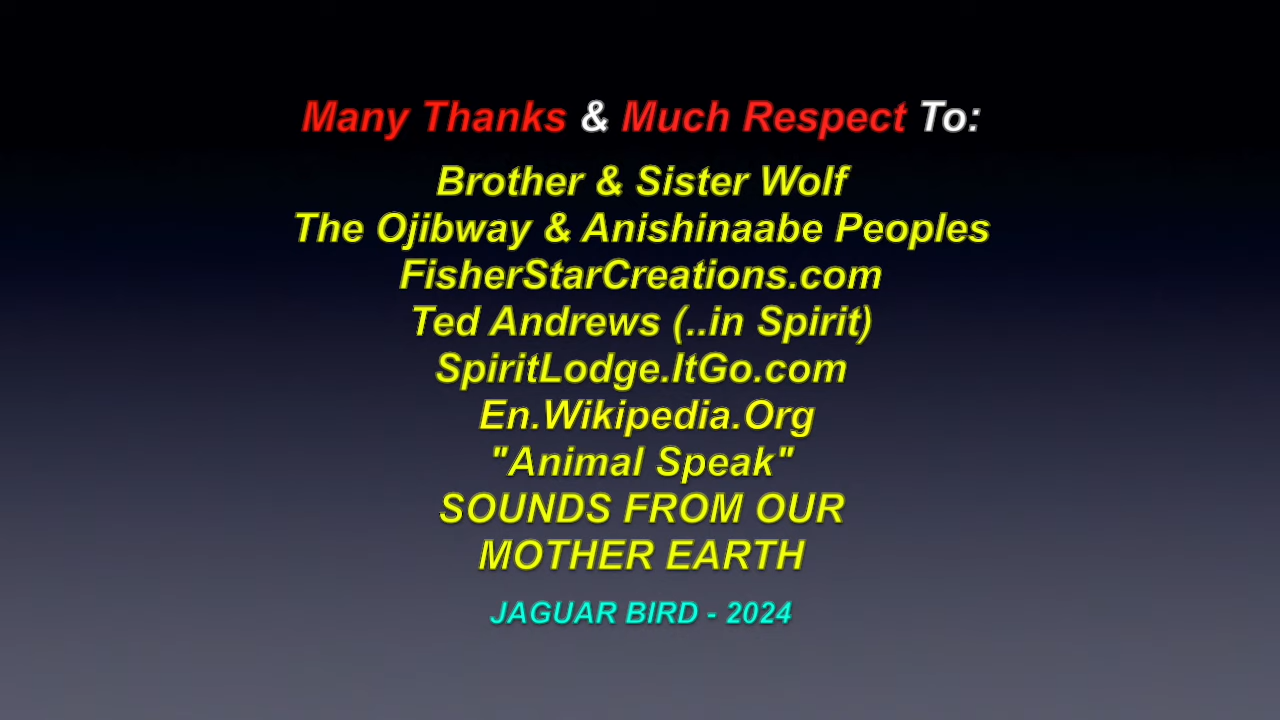 Many Thanks & Much Respect To:
Brother & Sister Wolf
The Ojibway & Anishinaabe Peoples
FisherStarCreations.com
Ted Andrews (..in Spirit)
SpiritLodge.ItGo.com
En.Wikipedia.Org
"Animal Speak"
SOUNDS FROM OUR
MOTHER EARTH
JAGUAR BIRD - 2024